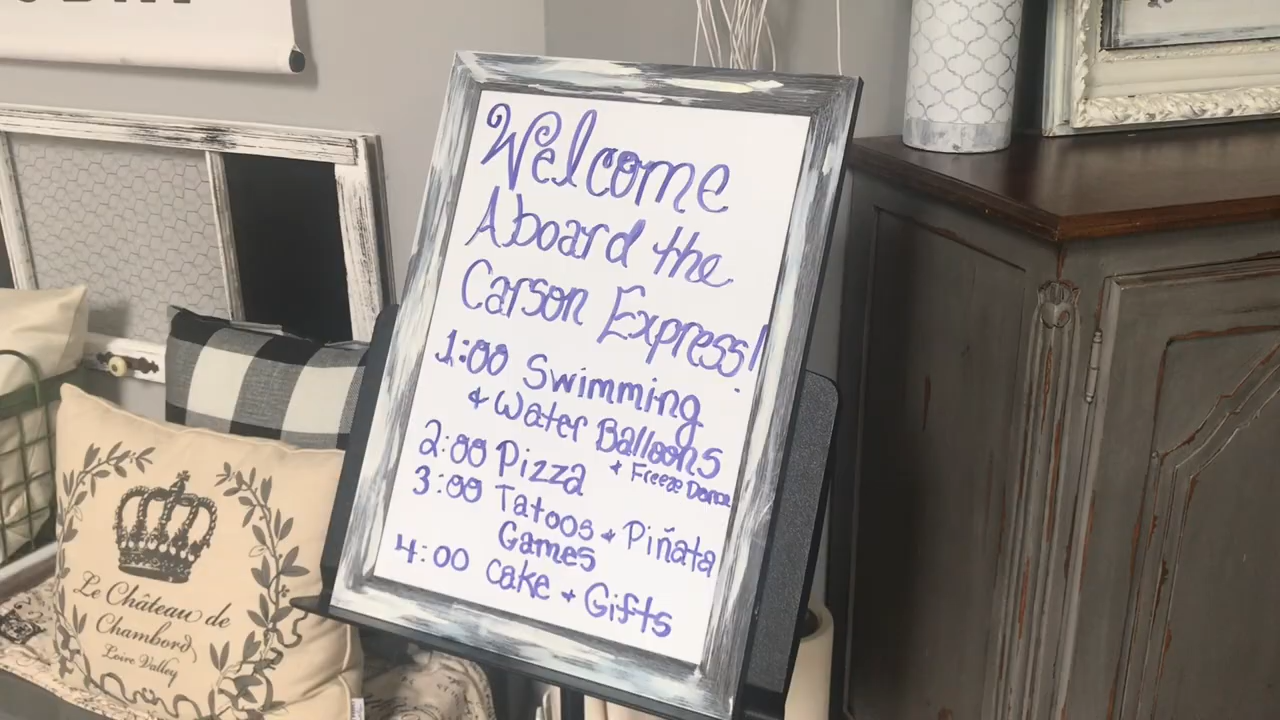 Welcome
Aboard the
Carson Express!
1:00 Swimming
+ Water Balloons
+ Freeze Dance
2:00 Pizza
3:00 Tatoos + Piñata
Games
4:00 Cake + Gifts
Le Château de
Chambord
Loire Valley